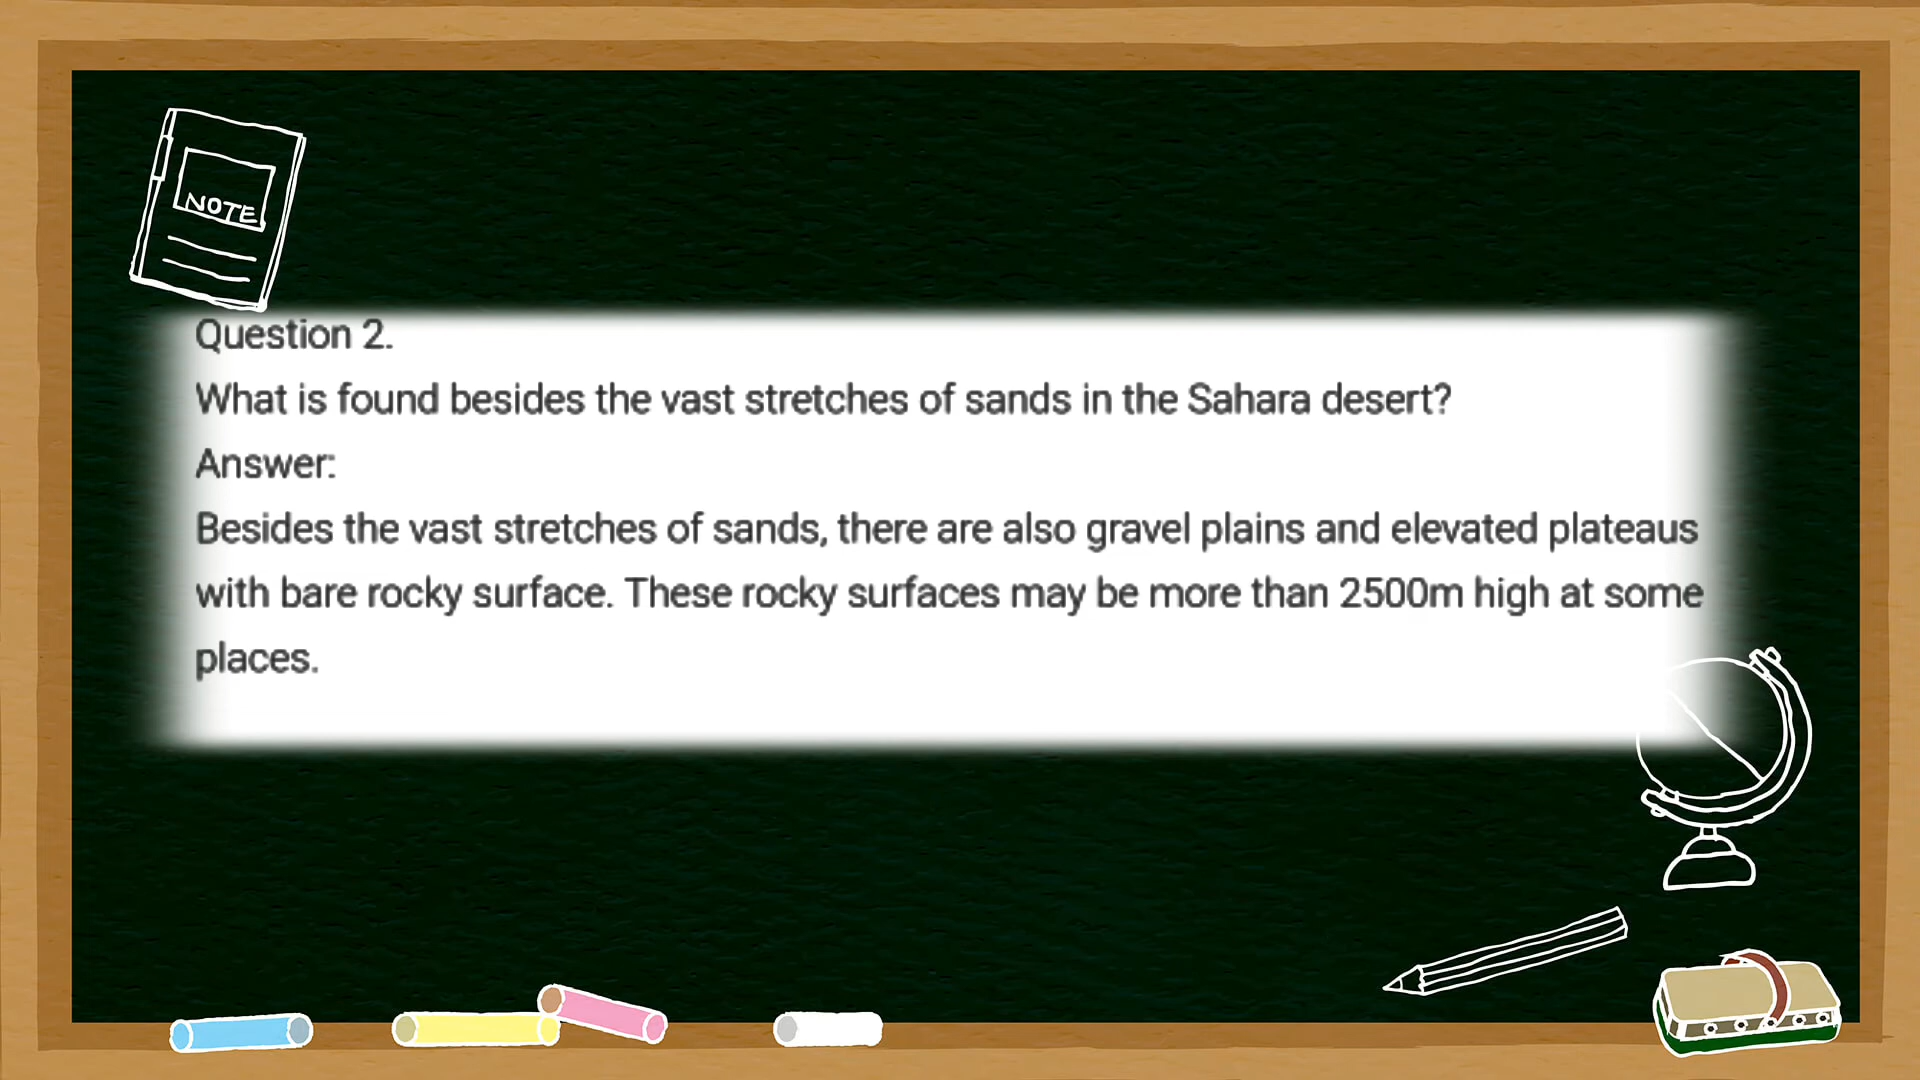 NOTE
Question 2.
What is found besides the vast stretches of sands in the Sahara desert?
Answer:
Besides the vast stretches of sands, there are also gravel plains and elevated plateaus
with bare rocky surface. These rocky surfaces may be more than 2500m high at some
places.